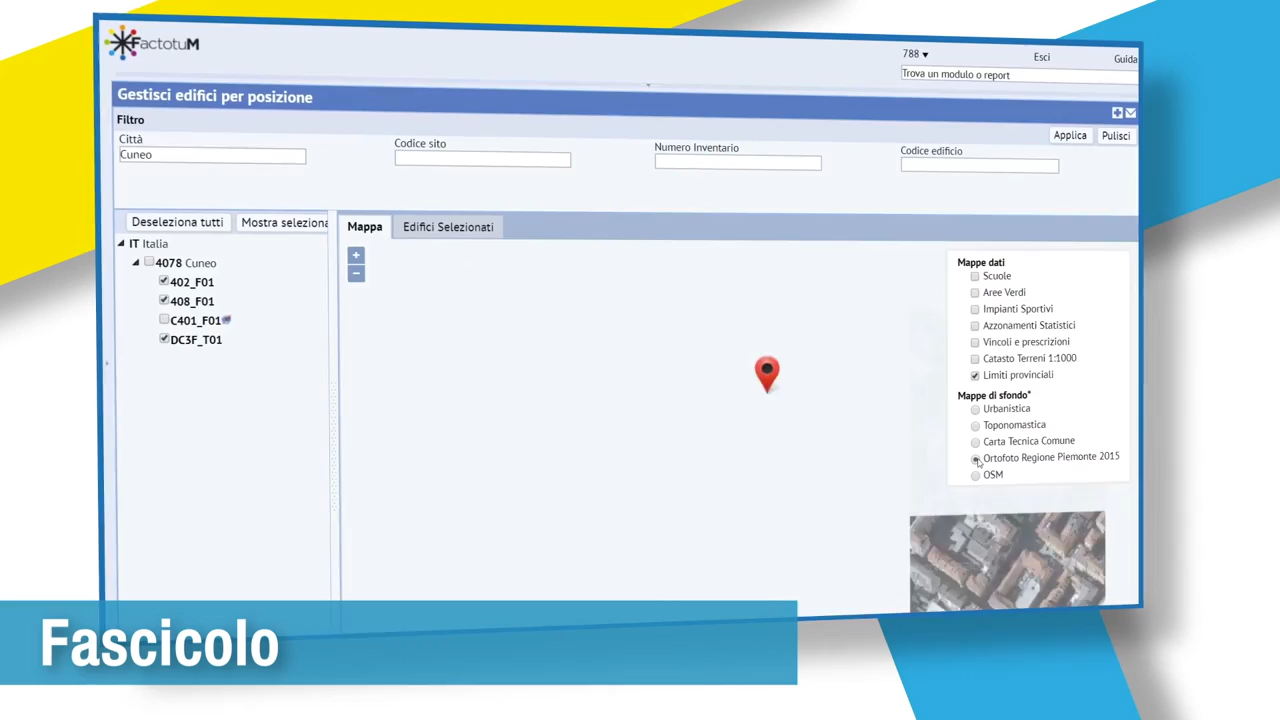 FactotuM
788
Esci
Guida
Trova un modulo o report
Gestisci edifici per posizione
Filtro
Applica
Pulisci
Città
Codice sito
Numero Inventario
Codice edificio
Cuneo
Deseleziona tutti
Mostra seleziona
Mappa
Edifici Selezionati
IT Italia
4078 Cuneo
402_F01
408_F01
C401_F01
DC3F_T01
+
−
Mappe dati
Scuole
Aree Verdi
Impianti Sportivi
Azzonamenti Statistici
Vincoli e prescrizioni
Catasto Terreni 1:1000
Limiti provinciali
Mappe di sfondo*
Urbanistica
Toponomastica
Carta Tecnica Comune
Ortofoto Regione Piemonte 2015
OSM
Fascicolo